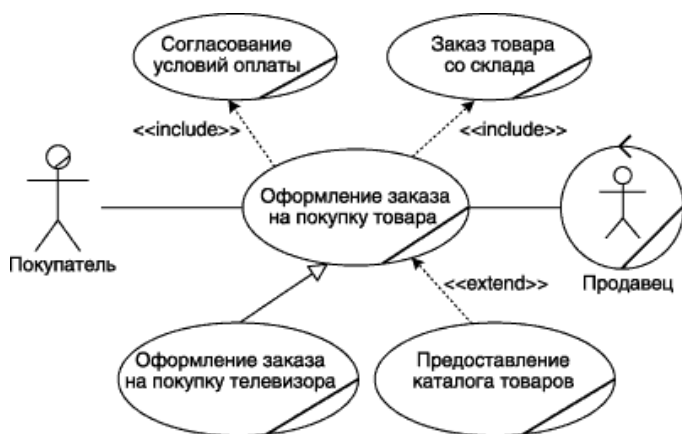 Согласование
условий оплаты
Заказ товара
со склада
<<include>>
<<include>>
Оформление заказа
на покупку товара
Покупатель
Продавец
<<extend>>
Оформление заказа
на покупку телевизора
Предоставление
каталога товаров